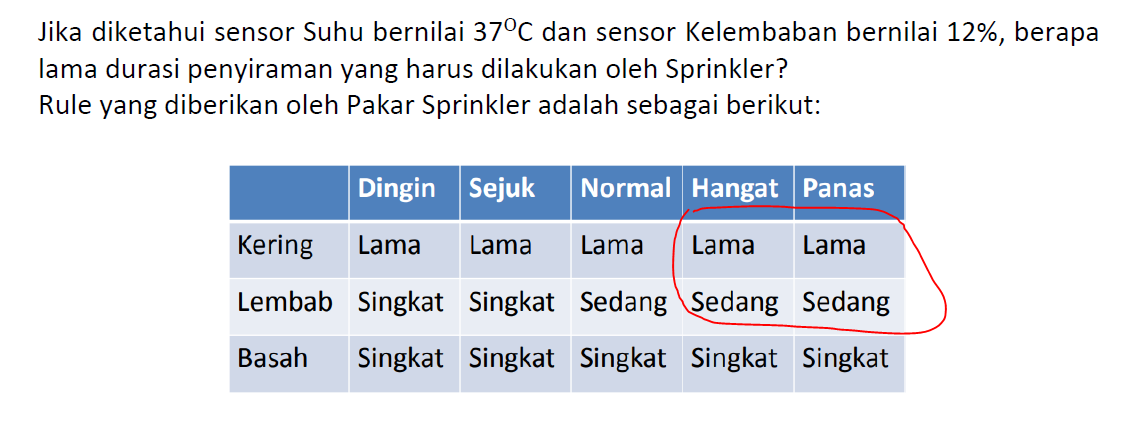 Jika diketahui sensor Suhu bernilai 37⁰C dan sensor Kelembaban bernilai 12%, berapa
lama durasi penyiraman yang harus dilakukan oleh Sprinkler?
Rule yang diberikan oleh Pakar Sprinkler adalah sebagai berikut:
Dingin Sejuk Normal Hangat Panas
Kering Lama Lama Lama Lama Lama
Lembab Singkat Singkat Sedang Sedang Sedang
Basah Singkat Singkat Singkat Singkat Singkat